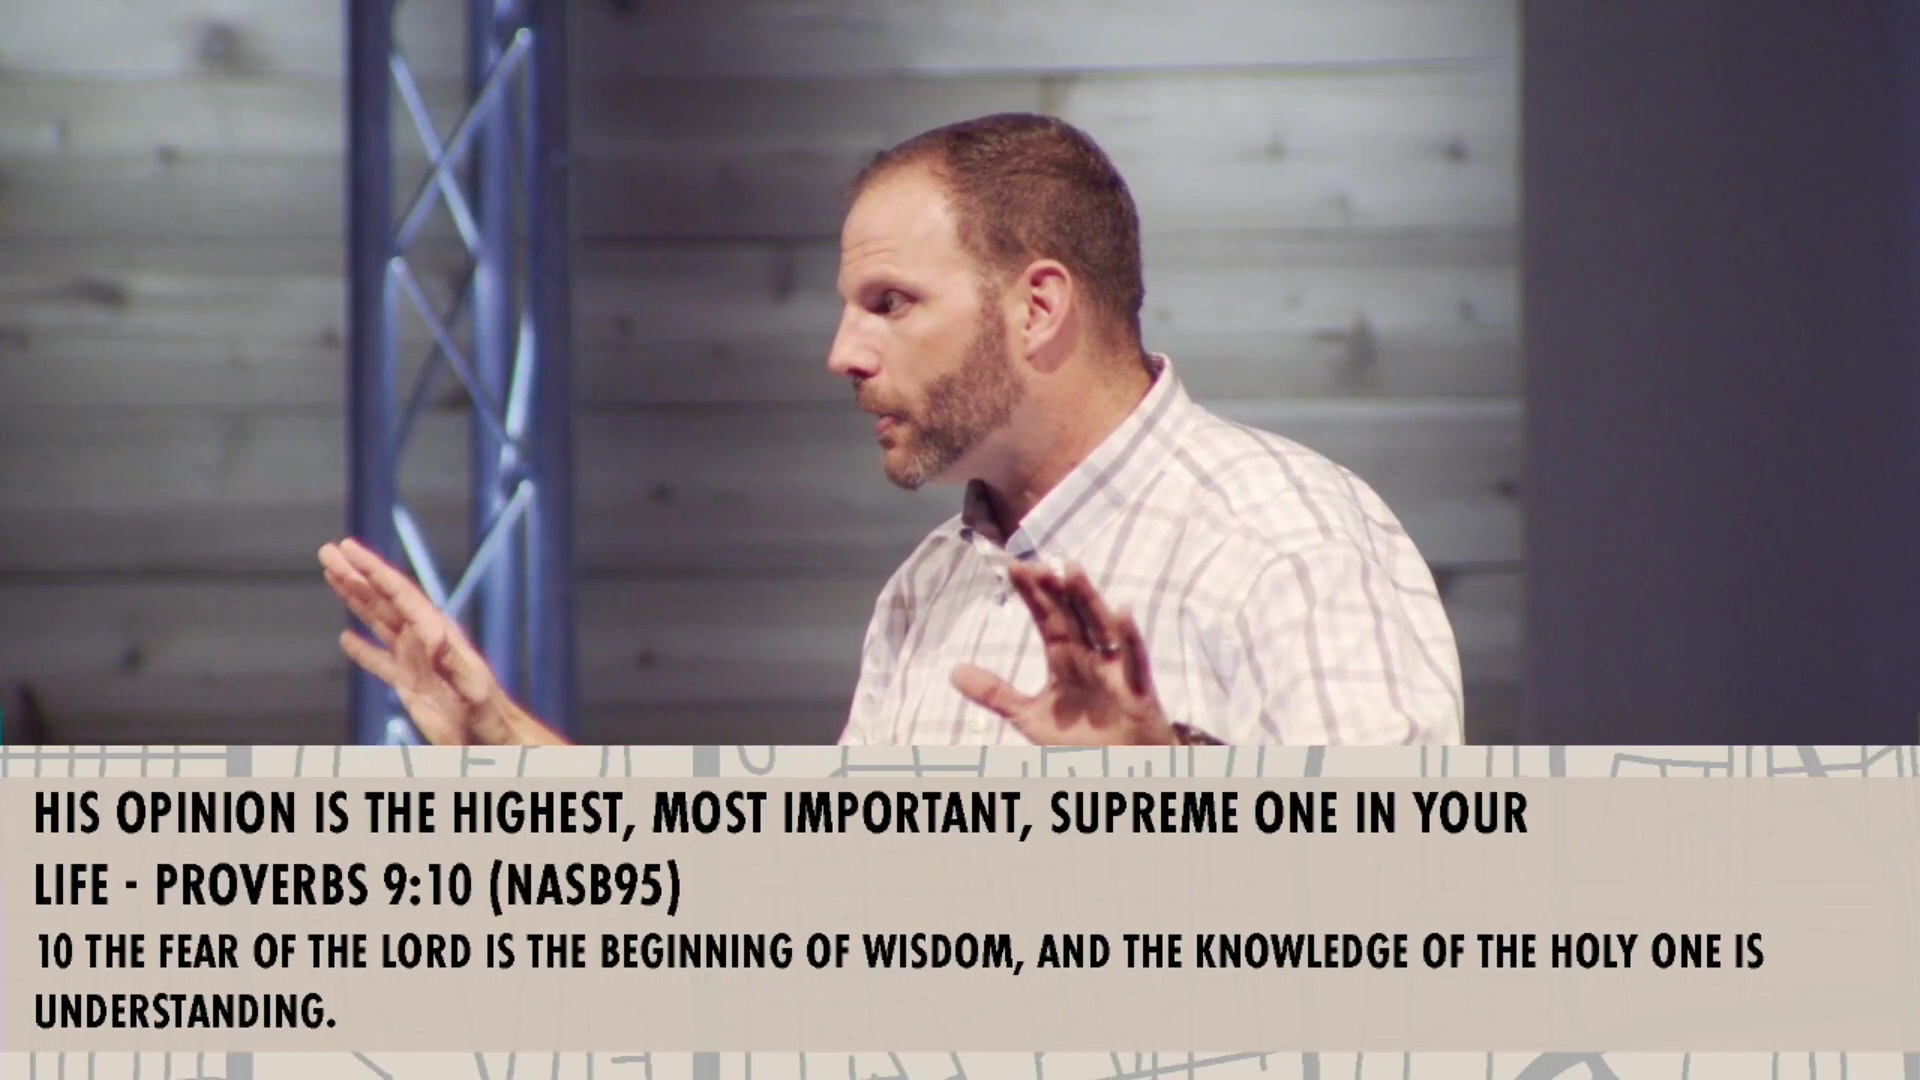 HIS OPINION IS THE HIGHEST, MOST IMPORTANT, SUPREME ONE IN YOUR
LIFE - PROVERBS 9:10 (NASB95)
10 THE FEAR OF THE LORD IS THE BEGINNING OF WISDOM, AND THE KNOWLEDGE OF THE HOLY ONE IS
UNDERSTANDING.